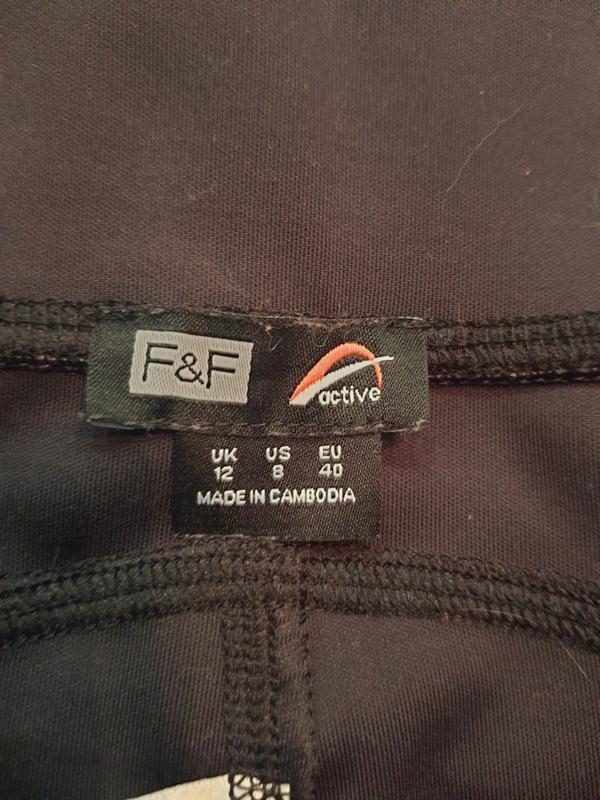 F&F
active
UK US EU
12 8 40
MADE IN CAMBODIA